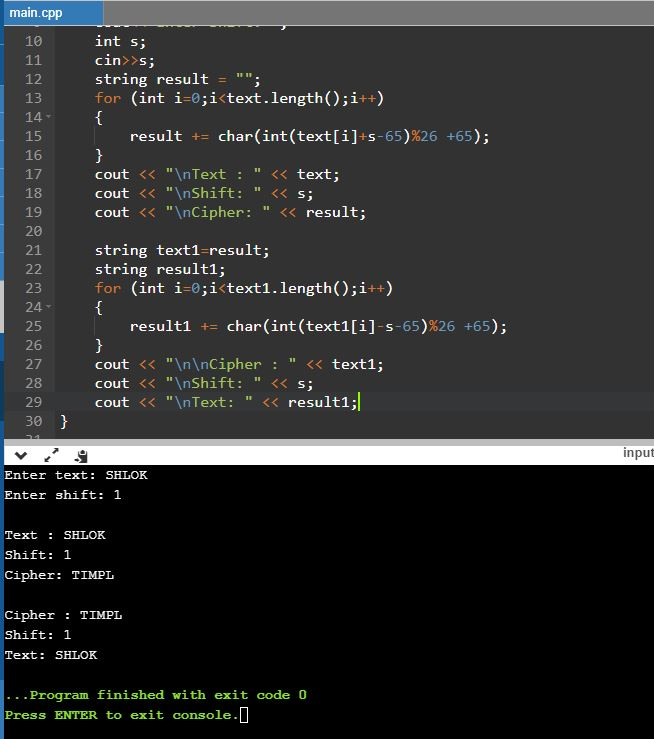 main.cpp
10 int s;
11 cin>>s;
12 string result = "";
13 for (int i=0;i<text.length();i++)
14 {
15 result += char(int(text[i]+s-65)%26 +65);
16 }
17 cout << "\nText : " << text;
18 cout << "\nShift: " << s;
19 cout << "\nCipher: " << result;
20
21 string text1=result;
22 string result1;
23 for (int i=0;i<text1.length();i++)
24 {
25 result1 += char(int(text1[i]-s-65)%26 +65);
26 }
27 cout << "\n\nCipher : " << text1;
28 cout << "\nShift: " << s;
29 cout << "\nText: " << result1;
30 }
input
Enter text: SHLOK
Enter shift: 1
Text : SHLOK
Shift: 1
Cipher: TIMPL
Cipher : TIMPL
Shift: 1
Text: SHLOK
...Program finished with exit code 0
Press ENTER to exit console.